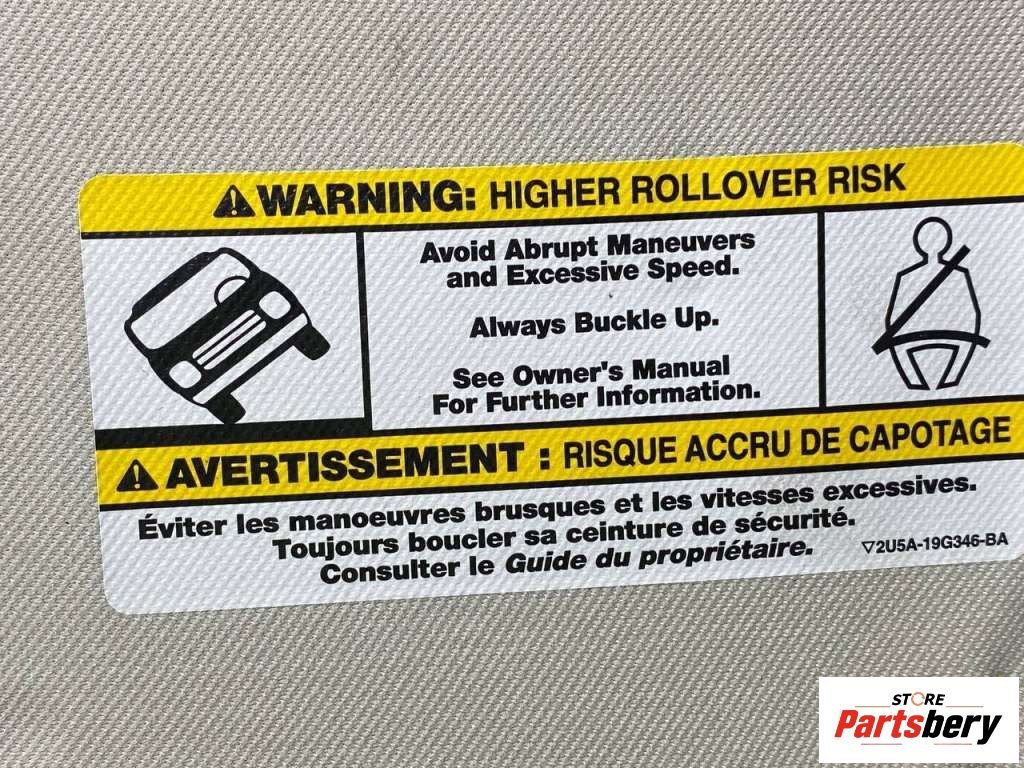 WARNING: HIGHER ROLLOVER RISK
Avoid Abrupt Maneuvers
and Excessive Speed.
Always Buckle Up.
See Owner's Manual
For Further Information.
AVERTISSEMENT : RISQUE ACCRU DE CAPOTAGE
Éviter les manoeuvres brusques et les vitesses excessives.
Toujours boucler sa ceinture de sécurité.
Consulter le Guide du propriétaire.
▽2U5A-19G346-BA
STORE
Partsbery